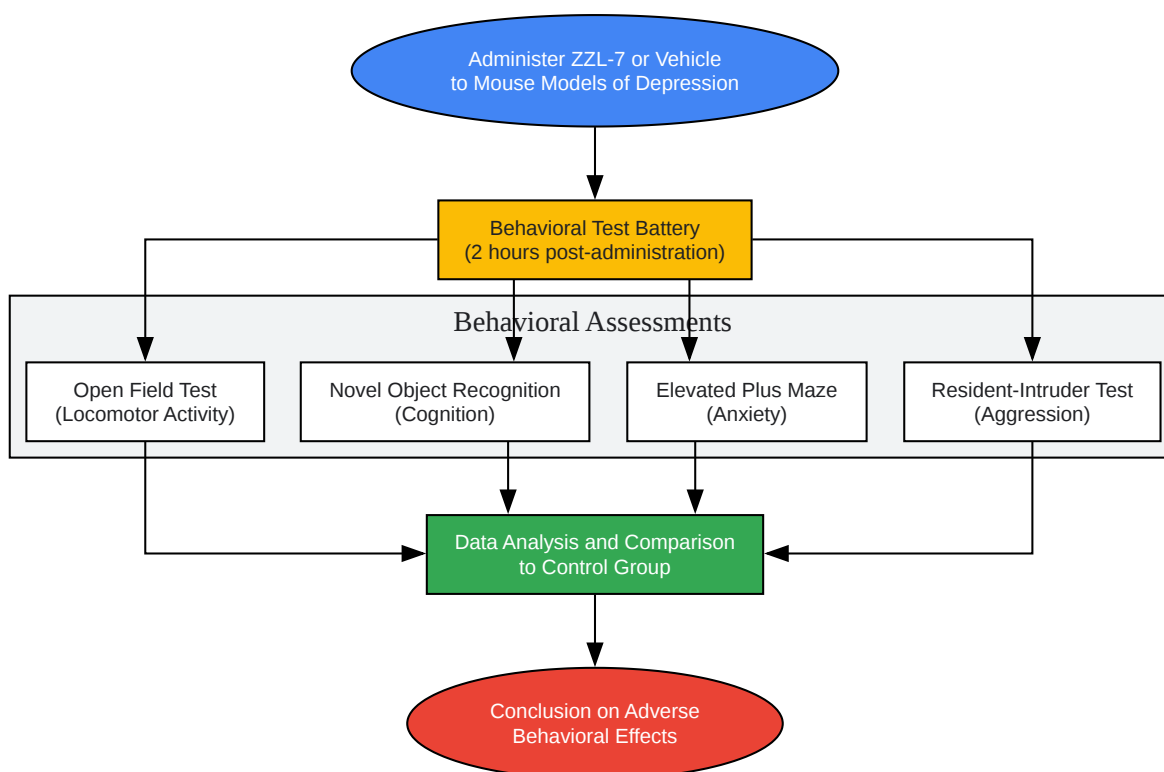 Administer ZZL-7 or Vehicle
to Mouse Models of Depression
Behavioral Test Battery
(2 hours post-administration)
Behavioral Assessments
Open Field Test
(Locomotor Activity)
Novel Object Recognition
(Cognition)
Elevated Plus Maze
(Anxiety)
Resident-Intruder Test
(Aggression)
Data Analysis and Comparison
to Control Group
Conclusion on Adverse
Behavioral Effects